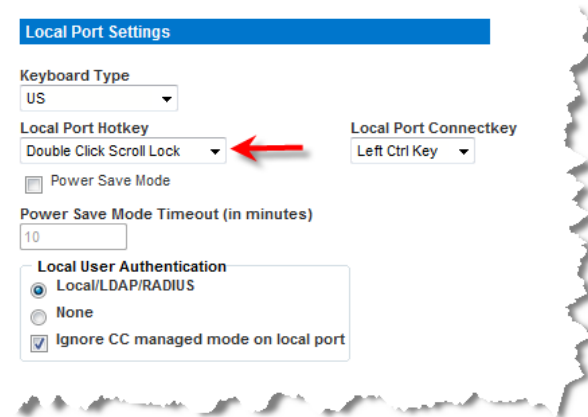 Local Port Settings
Keyboard Type
US
Local Port Hotkey
Local Port Connectkey
Double Click Scroll Lock
Left Ctrl Key
Power Save Mode
Power Save Mode Timeout (in minutes)
10
Local User Authentication
Local/LDAP/RADIUS
None
Ignore CC managed mode on local port